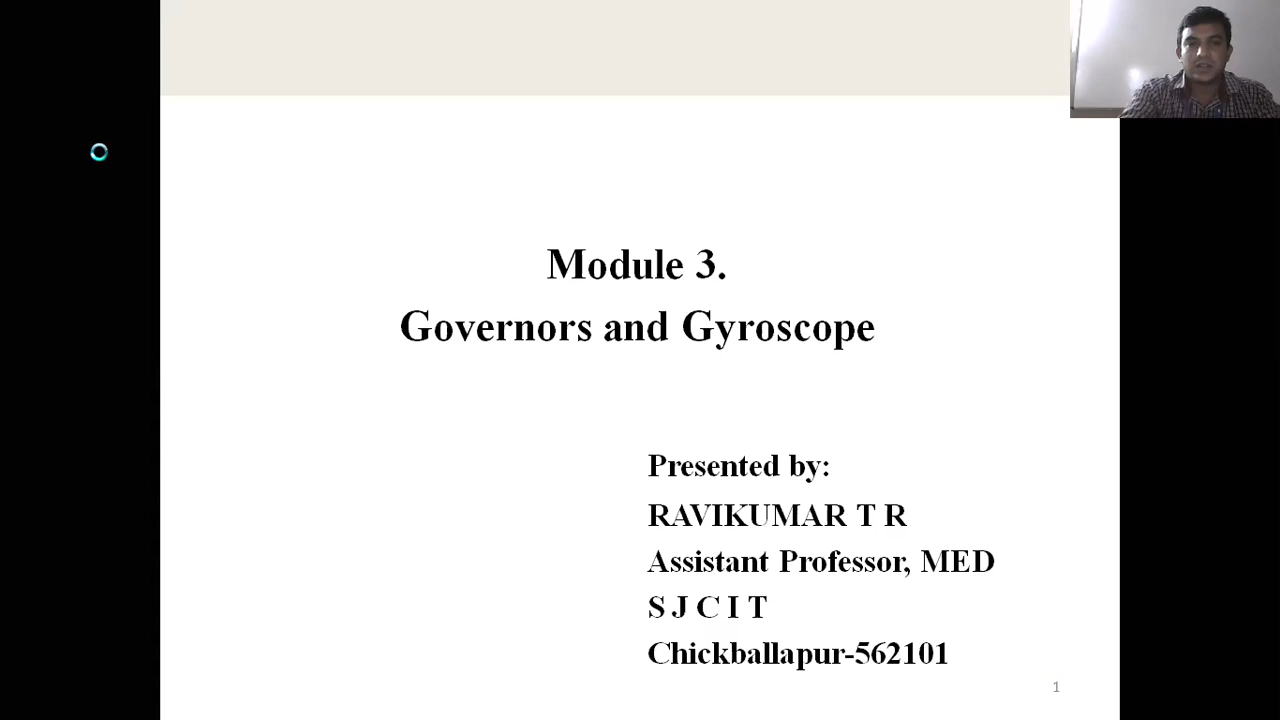 Module 3.
Governors and Gyroscope
Presented by:
RAVIKUMAR T R
Assistant Professor, MED
S J C I T
Chickballapur-562101
1